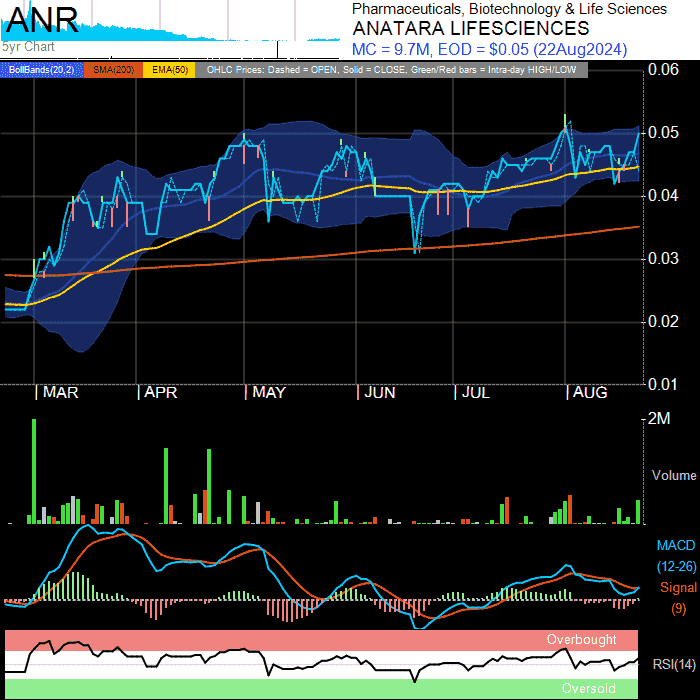 ANR
Pharmaceuticals, Biotechnology & Life Sciences
ANATARA LIFESCIENCES
5yr Chart
MC = 9.7M, EOD = $0.05 (22Aug2024)
BollBands(20,2) SMA(200) EMA(50) OHLC Prices: Dashed = OPEN, Solid = CLOSE, Green/Red bars = Intra-day HIGH/LOW
0.06
0.05
0.04
0.03
0.02
0.01
MAR APR MAY JUN JUL AUG
2M
Volume
MACD
(12-26)
Signal
(9)
Overbought
RSI(14)
Oversold